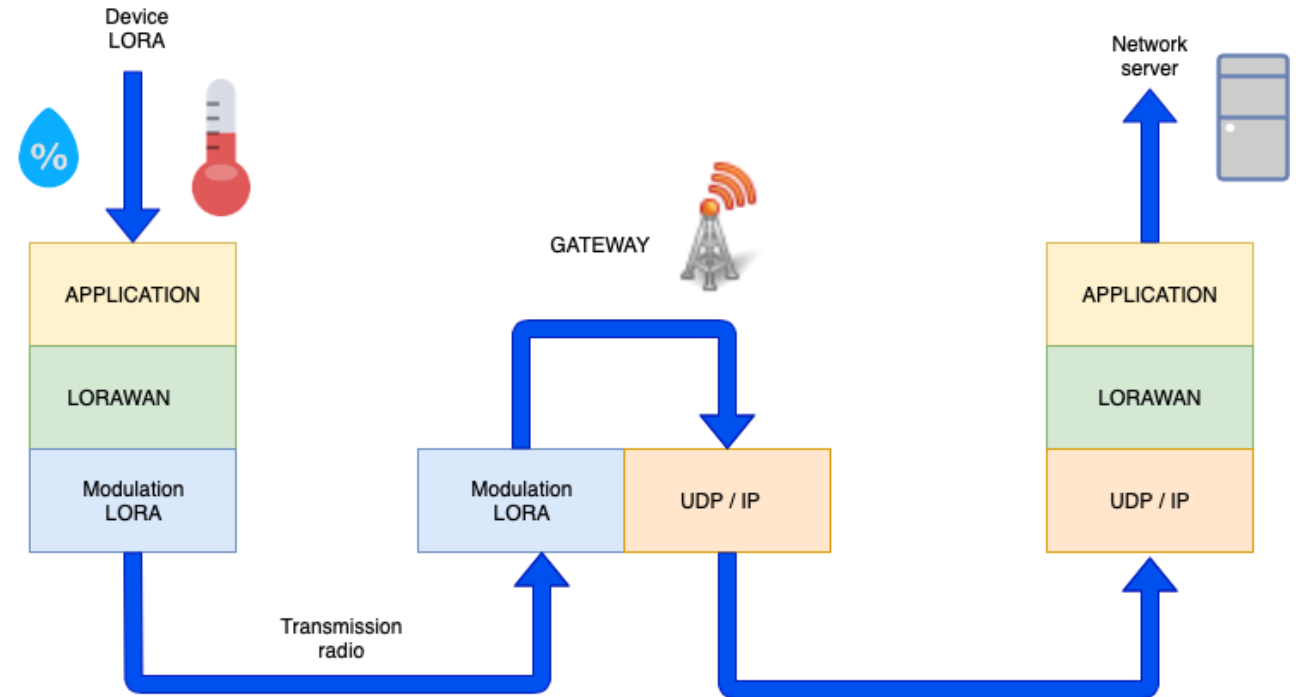 Device
LORA
Network
server
%
GATEWAY
APPLICATION
APPLICATION
LORAWAN
LORAWAN
Modulation
LORA
Modulation
LORA
UDP / IP
UDP / IP
Transmission
radio